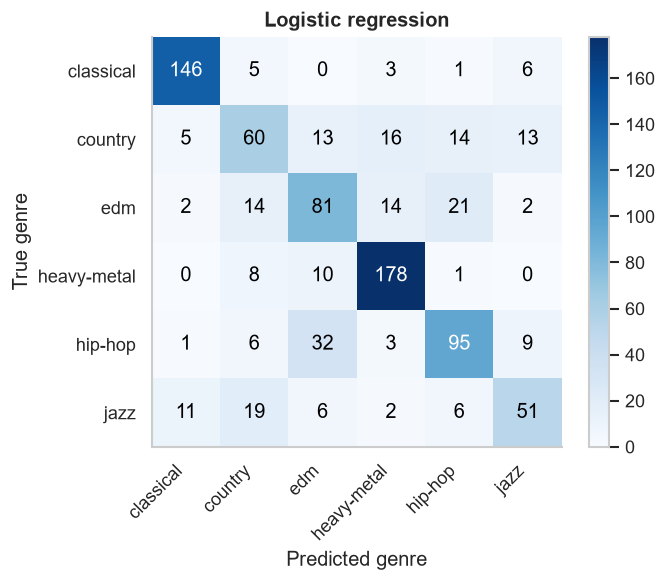 Logistic regression
classical 146 5 0 3 1 6
country 5 60 13 16 14 13
edm 2 14 81 14 21 2
heavy-metal 0 8 10 178 1 0
hip-hop 1 6 32 3 95 9
jazz 11 19 6 2 6 51
classical country edm heavy-metal hip-hop jazz
Predicted genre
True genre
160
140
120
100
80
60
40
20
0